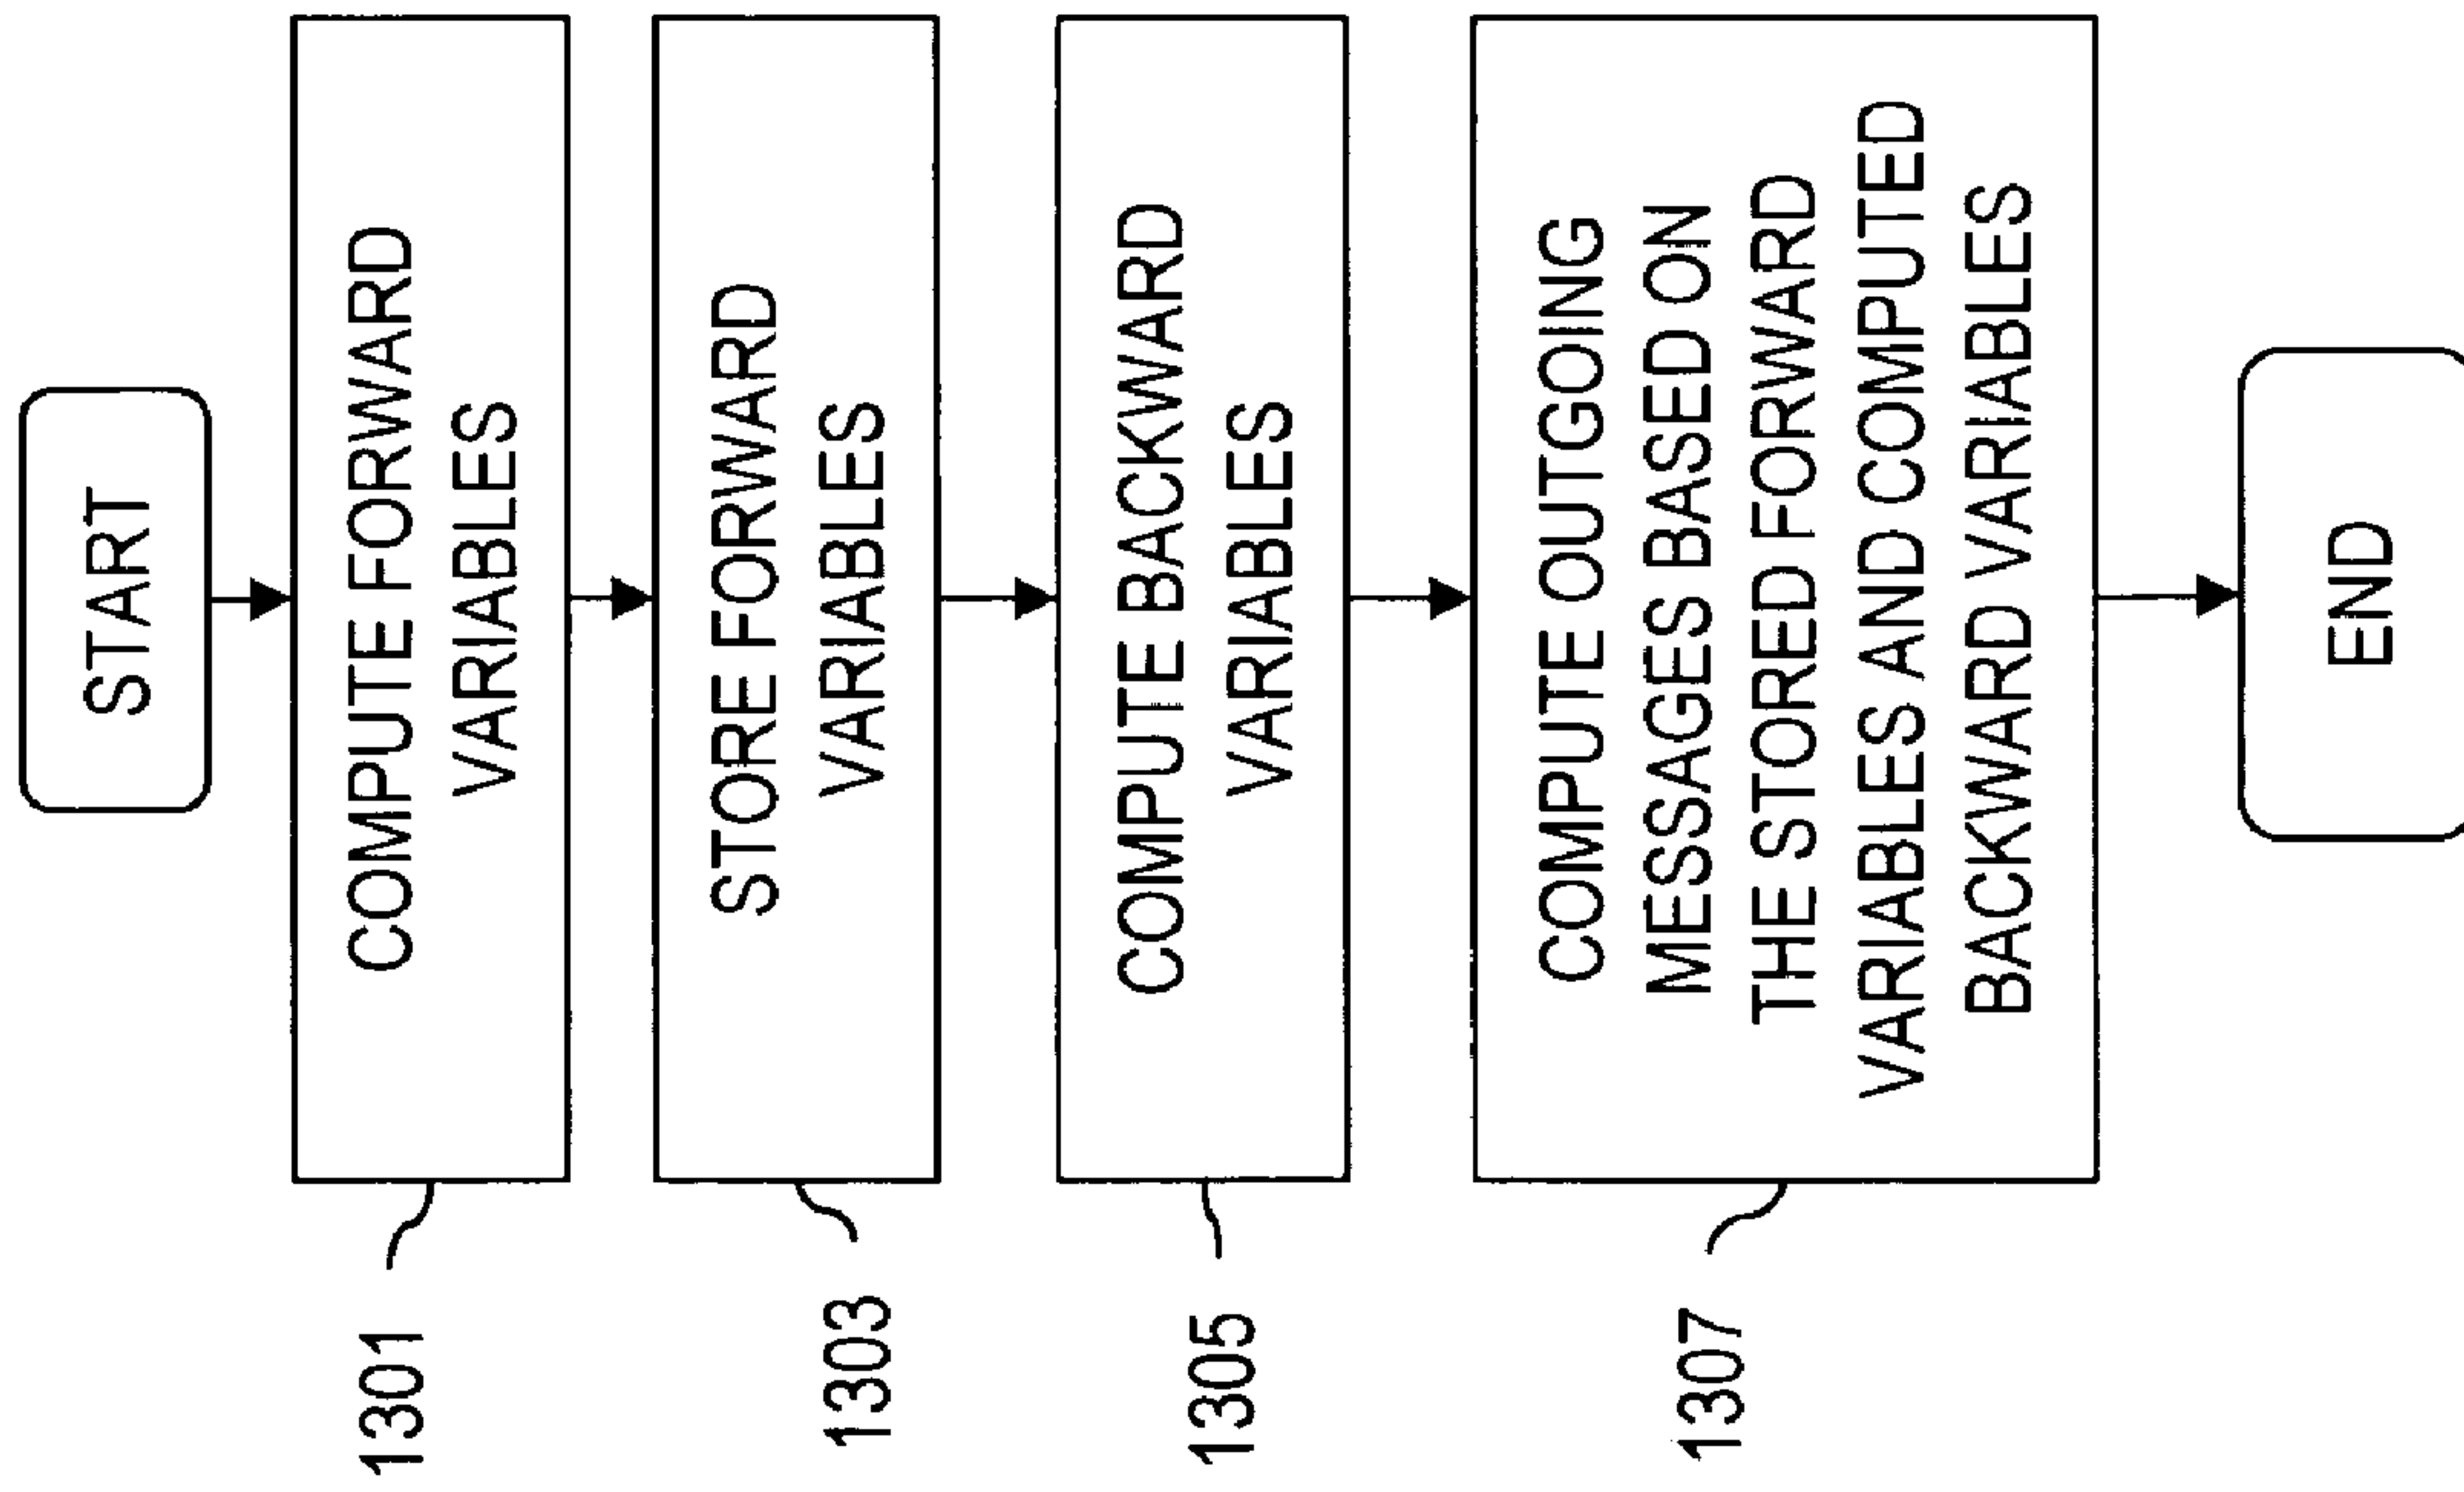 START
1301
COMPUTE FORWARD
VARIABLES
1303
STORE FORWARD
VARIABLES
1305
COMPUTE BACKWARD
VARIABLES
1307
COMPUTE OUTGOING
MESSAGES BASED ON
THE STORED FORWARD
VARIABLES AND COMPUTED
BACKWARD VARIABLES
END